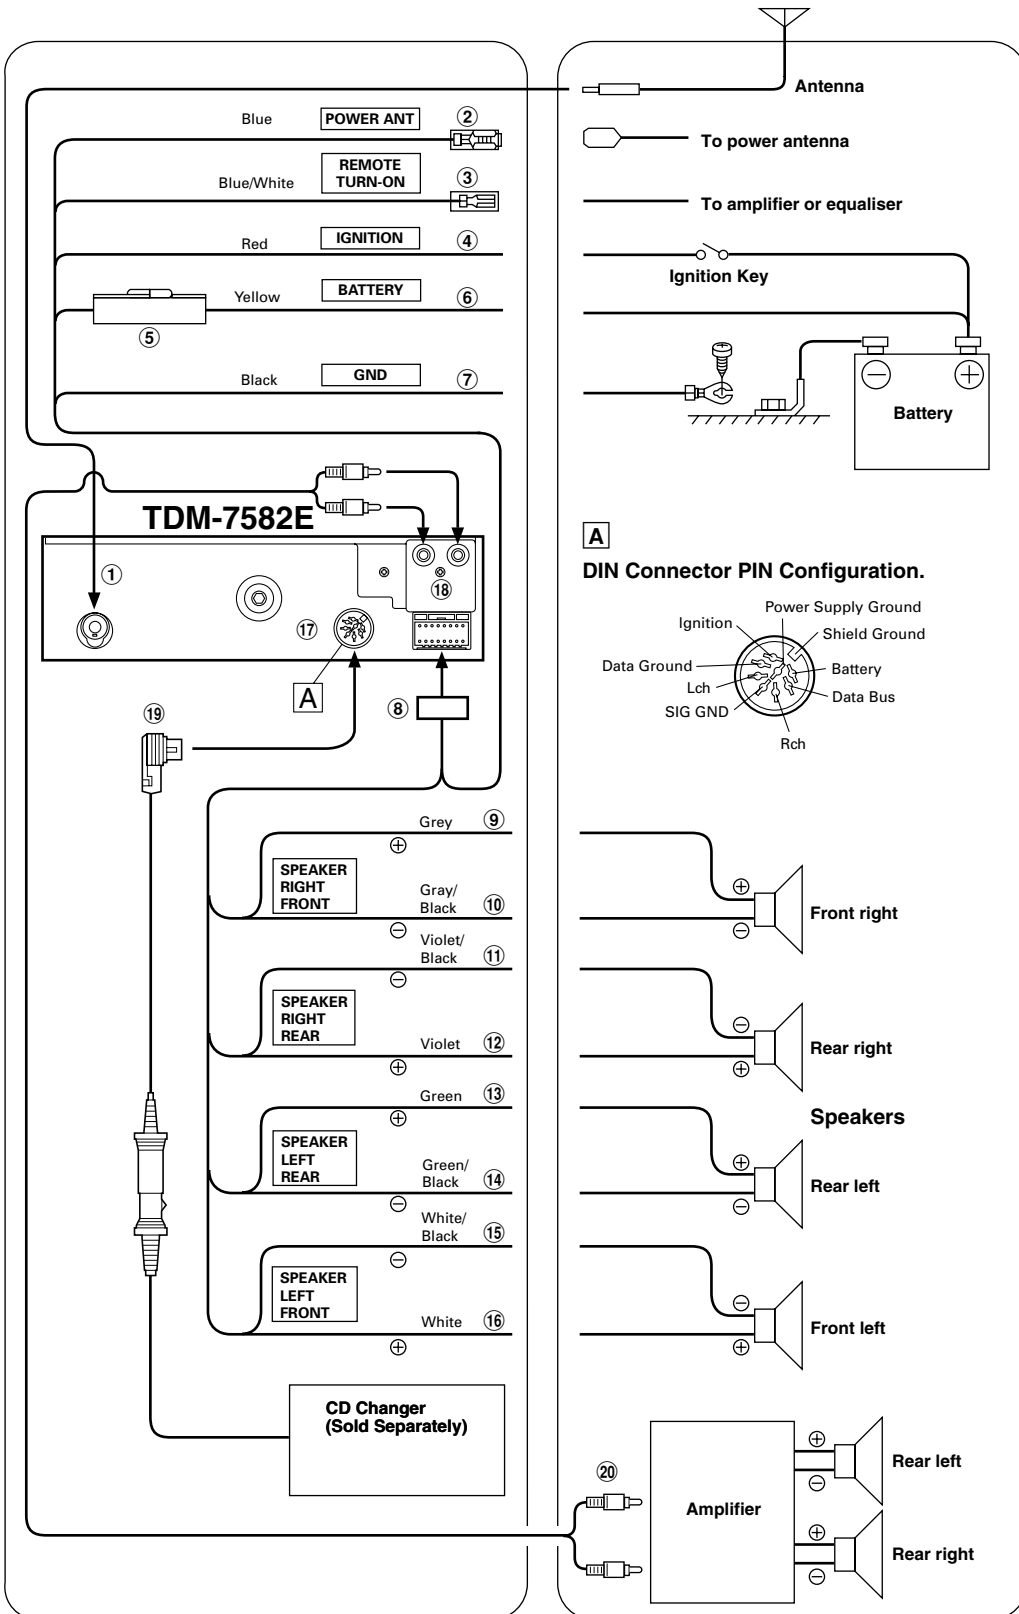 Antenna
Blue
POWER ANT
②
To power antenna
Blue/White
REMOTE
TURN-ON
③
To amplifier or equaliser
Red
IGNITION
④
Ignition Key
Yellow
BATTERY
⑥
⑤
Black
GND
⑦
Battery
TDM-7582E
①
⑱
⑰
A
⑧
⑲
A
DIN Connector PIN Configuration.
Power Supply Ground
Ignition
Shield Ground
Data Ground
Battery
Lch
Data Bus
SIG GND
Rch
Grey
⑨
SPEAKER
RIGHT
FRONT
Gray/
Black
⑩
Front right
Violet/
Black
⑪
SPEAKER
RIGHT
REAR
Violet
⑫
Rear right
Green
⑬
Speakers
SPEAKER
LEFT
REAR
Green/
Black
⑭
Rear left
White/
Black
⑮
SPEAKER
LEFT
FRONT
White
⑯
Front left
CD Changer
(Sold Separately)
⑳
Amplifier
Rear left
Rear right